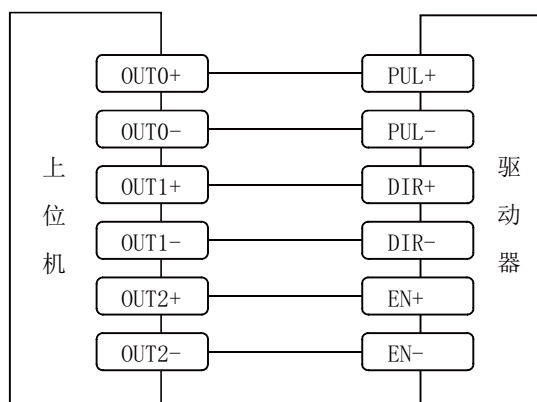 OUT0+
PUL+
OUT0-
PUL-
上位机
OUT1+
DIR+
驱动器
OUT1-
DIR-
OUT2+
EN+
OUT2-
EN-